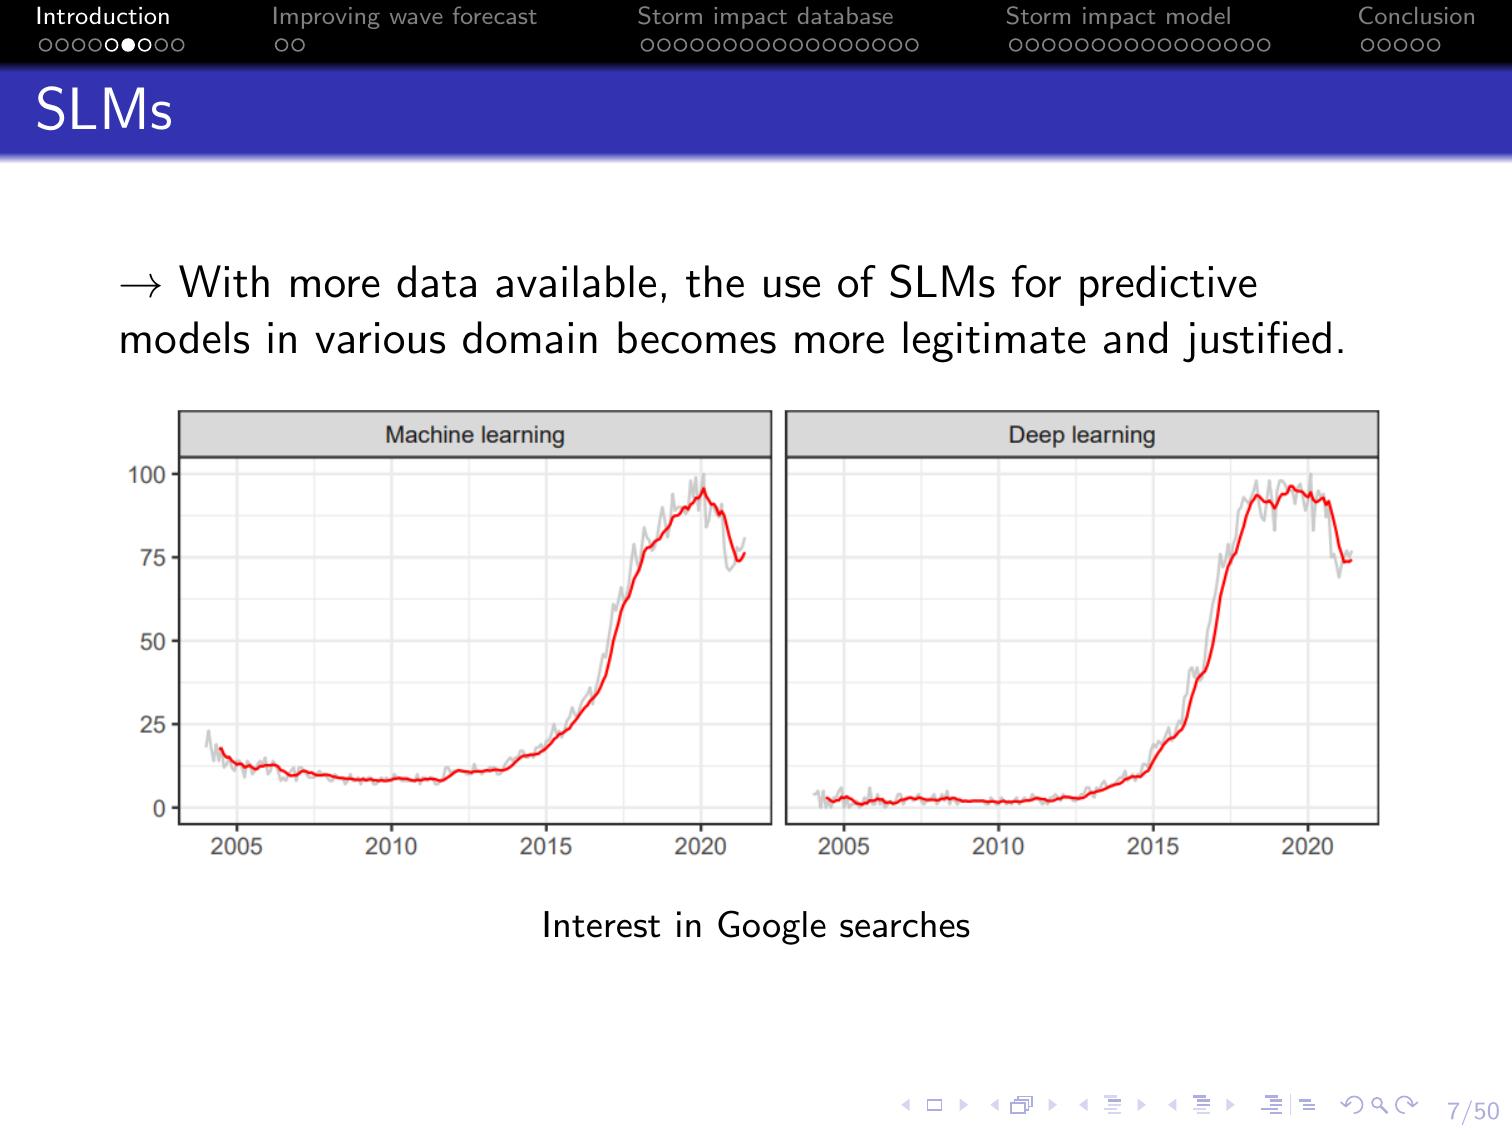 Introduction
Improving wave forecast
Storm impact database
Storm impact model
Conclusion
SLMs
→ With more data available, the use of SLMs for predictive
models in various domain becomes more legitimate and justified.
Machine learning
Deep learning
100
75
50
25
0
2005 2010 2015 2020 2005 2010 2015 2020
Interest in Google searches
7/50